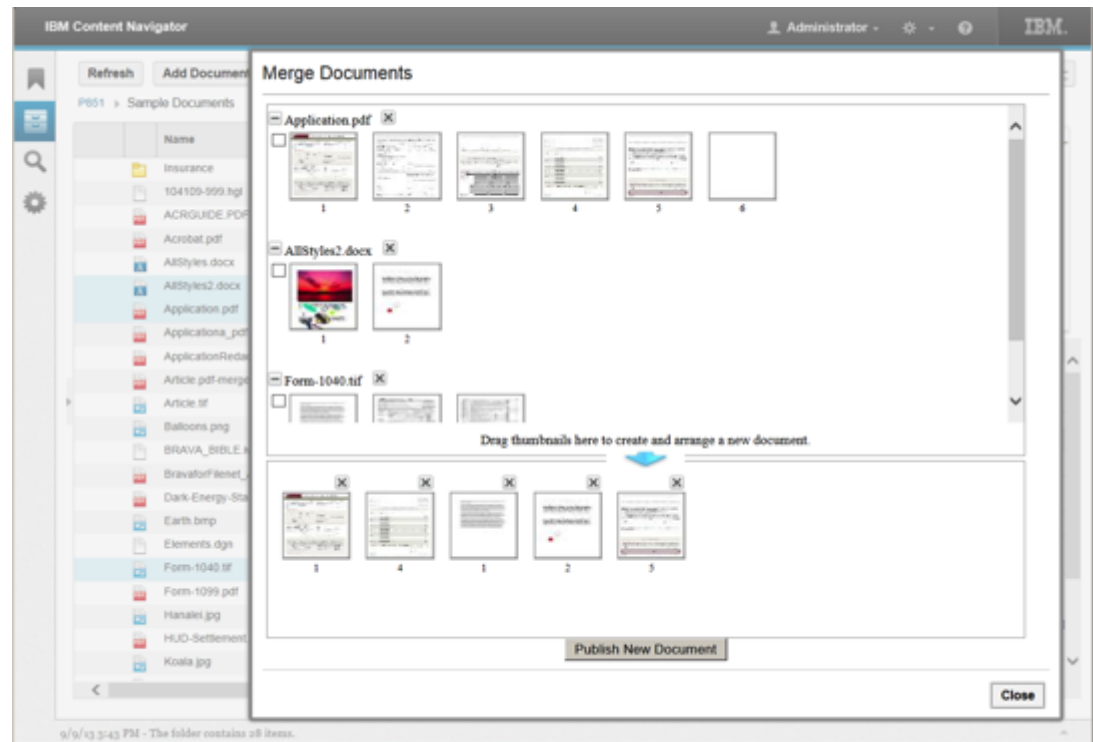 IBM Content Navigator
Administrator
IBM.
Refresh
Add Document
Merge Documents
P851 > Sample Documents
Name
Insurance
104109-999.hgl
ACRGUIDE.PDF
Acrobat.pdf
AllStyles.docx
AllStyles2.docx
Application.pdf
Applicationa_pdf
ApplicationRedac
Article.pdf-merge
Article.tif
Balloons.png
BRAVA_BIBLE.
BravaforFilenet_
Dark-Energy-Sta
Earth.bmp
Elements.dgn
Form-1040.tif
Form-1099.pdf
Hanalei.jpg
HUD-Settlement.
Koala.jpg
Application.pdf
1 2 3 4 5 6
AllStyles2.docx
1 2
Form-1040.tif
Drag thumbnails here to create and arrange a new document.
1 4 1 2 5
Publish New Document
Close
9/9/13 3:43 PM - The folder contains 28 items.